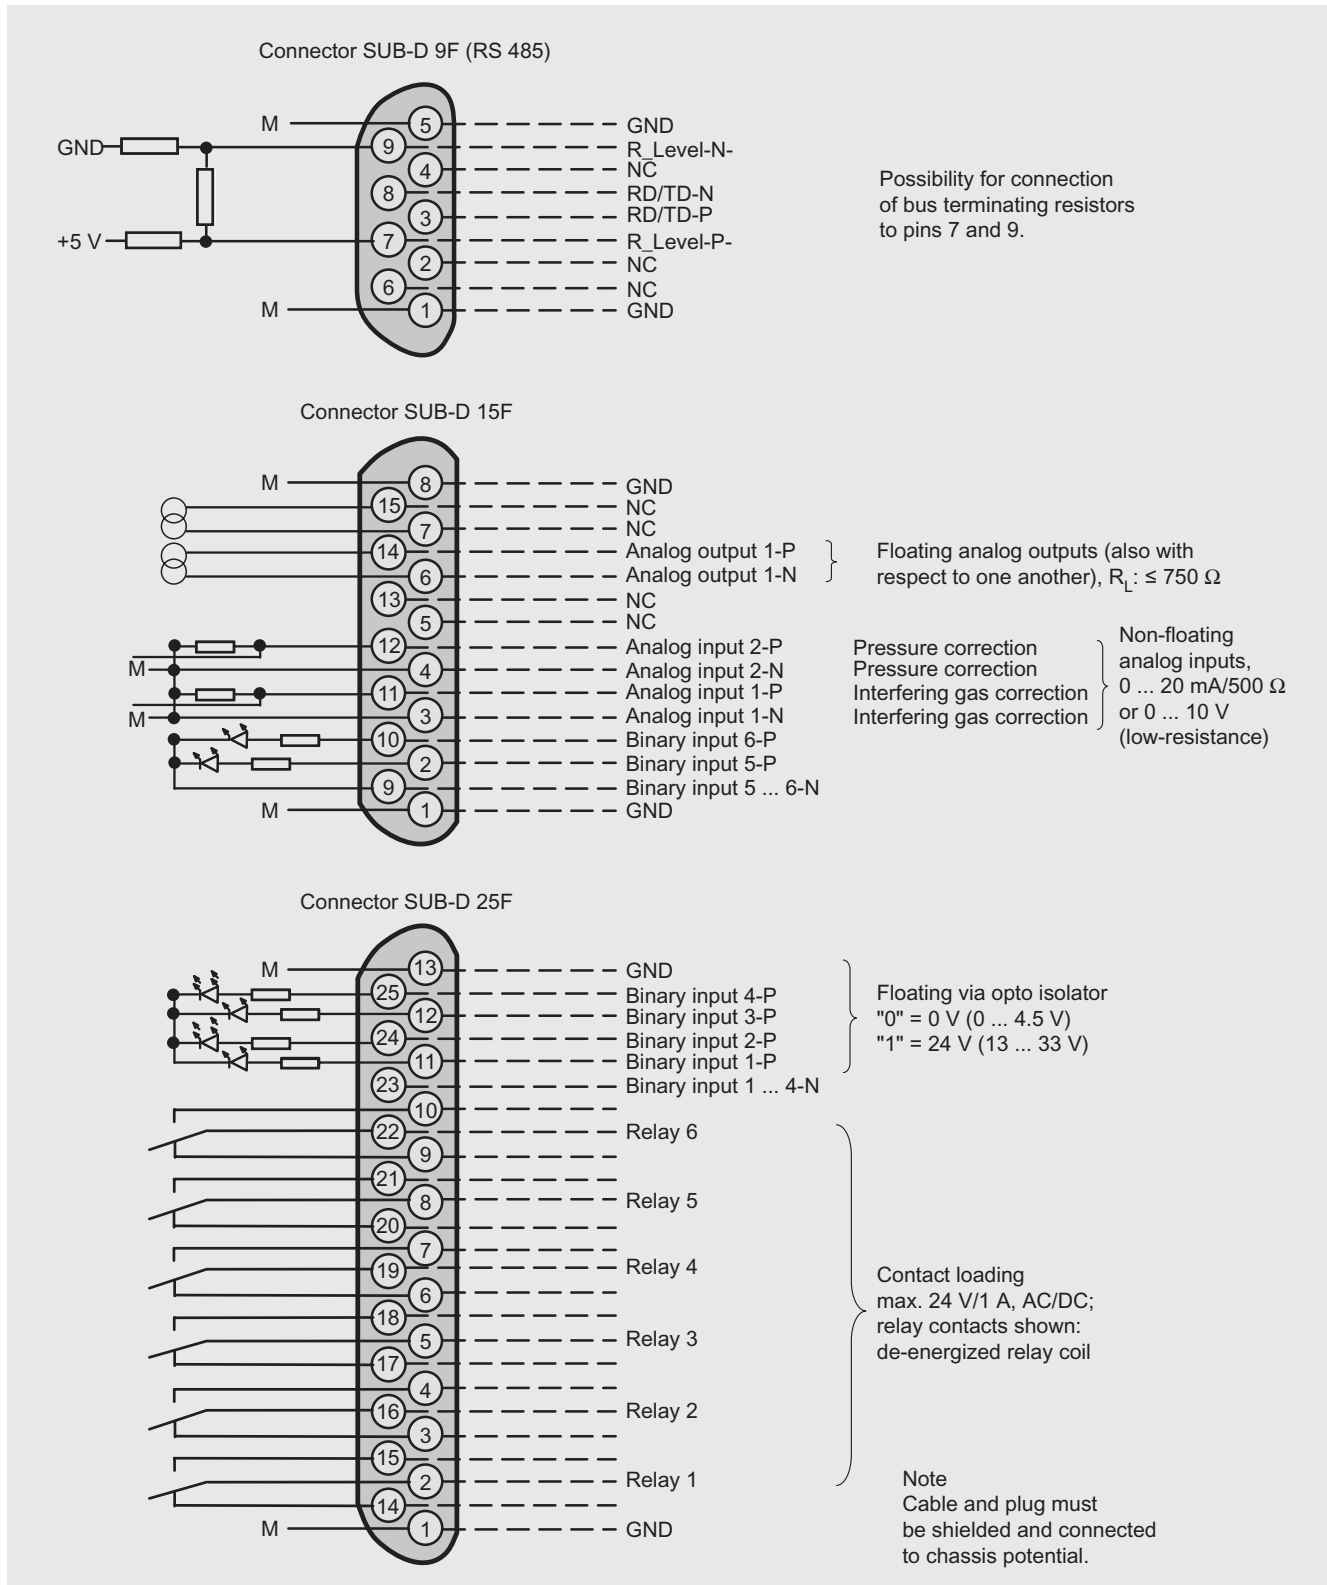 Connector SUB-D 9F (RS 485)
M 5 GND
GND 9 R_Level-N-
4 NC
8 RD/TD-N
3 RD/TD-P
+5 V 7 R_Level-P-
2 NC
6 NC
M 1 GND
Possibility for connection
of bus terminating resistors
to pins 7 and 9.
Connector SUB-D 15F
M 8 GND
15 NC
7 NC
14 Analog output 1-P
6 Analog output 1-N
Floating analog outputs (also with
respect to one another), RL: ≤ 750 Ω
13 NC
5 NC
12 Analog input 2-P Pressure correction
M 4 Analog input 2-N Pressure correction
11 Analog input 1-P Interfering gas correction
M 3 Analog input 1-N Interfering gas correction
Non-floating
analog inputs,
0 ... 20 mA/500 Ω
or 0 ... 10 V
(low-resistance)
10 Binary input 6-P
2 Binary input 5-P
9 Binary input 5 ... 6-N
M 1 GND
Connector SUB-D 25F
M 13 GND
25 Binary input 4-P
12 Binary input 3-P
24 Binary input 2-P
11 Binary input 1-P
23 Binary input 1 ... 4-N
Floating via opto isolator
"0" = 0 V (0 ... 4.5 V)
"1" = 24 V (13 ... 33 V)
10
22 Relay 6
9
21
8 Relay 5
20
7
19 Relay 4
6
18
5 Relay 3
17
4
16 Relay 2
3
15
2 Relay 1
14
M 1 GND
Contact loading
max. 24 V/1 A, AC/DC;
relay contacts shown:
de-energized relay coil
Note
Cable and plug must
be shielded and connected
to chassis potential.